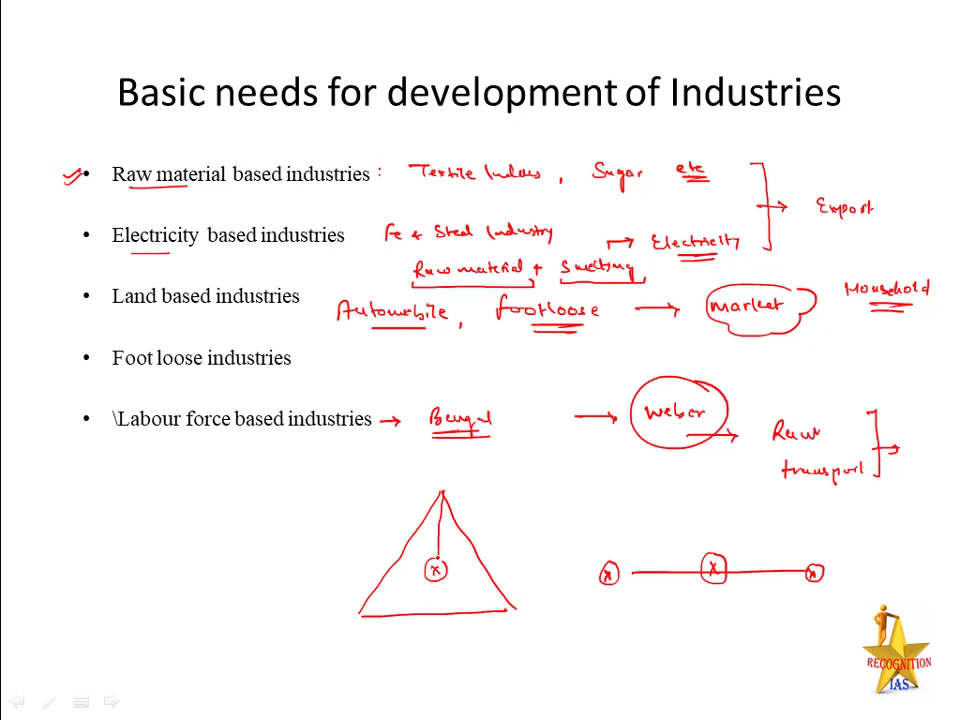 Basic needs for development of Industries
• Raw material based industries : Textile Indus , Sugar etc
Export
• Electricity based industries Fe & Steel Industry
Electricity
Raw material + Smelting
• Land based industries
Household
Automobile , footloose → market
• Foot loose industries
• \Labour force based industries → Bengal → Weber
Raw
transport
x
x x x
RECOGNITION
IAS